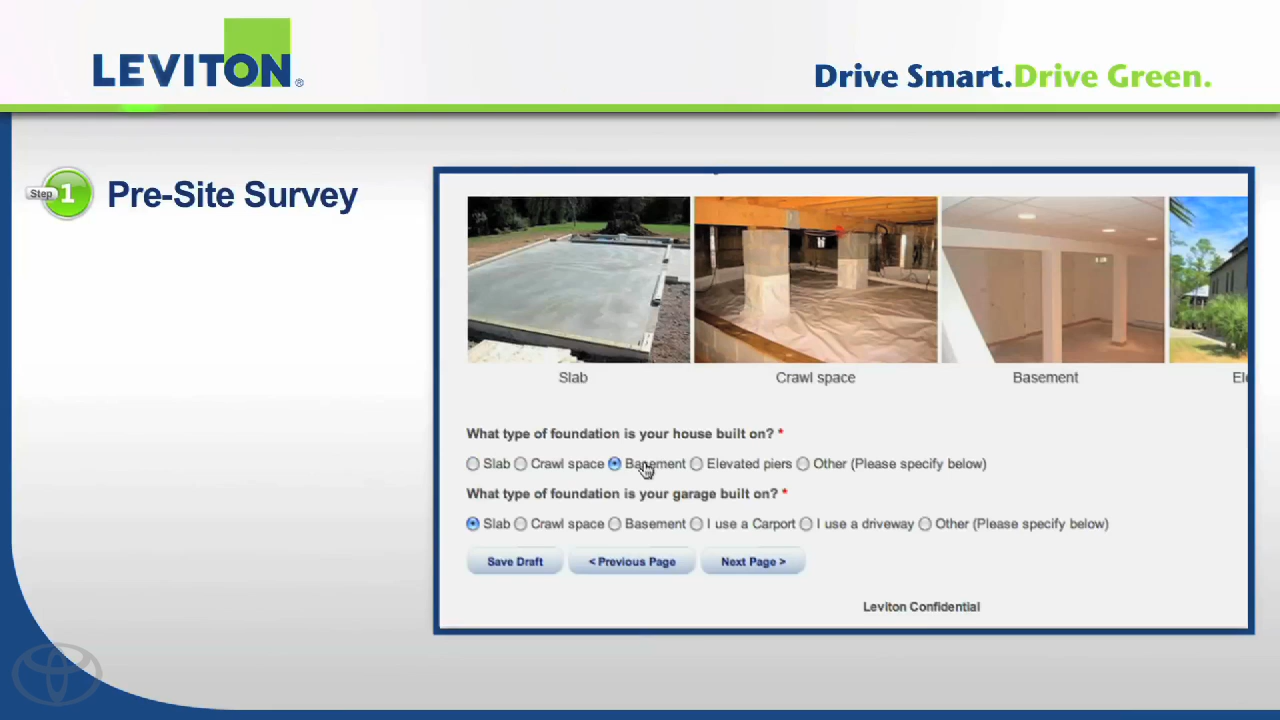 LEVITON®
Drive Smart.Drive Green.
Step 1
Pre-Site Survey
Slab
Crawl space
Basement
What type of foundation is your house built on? *
Slab Crawl space Basement Elevated piers Other (Please specify below)
What type of foundation is your garage built on? *
Slab Crawl space Basement I use a Carport I use a driveway Other (Please specify below)
Save Draft
< Previous Page
Next Page >
Leviton Confidential